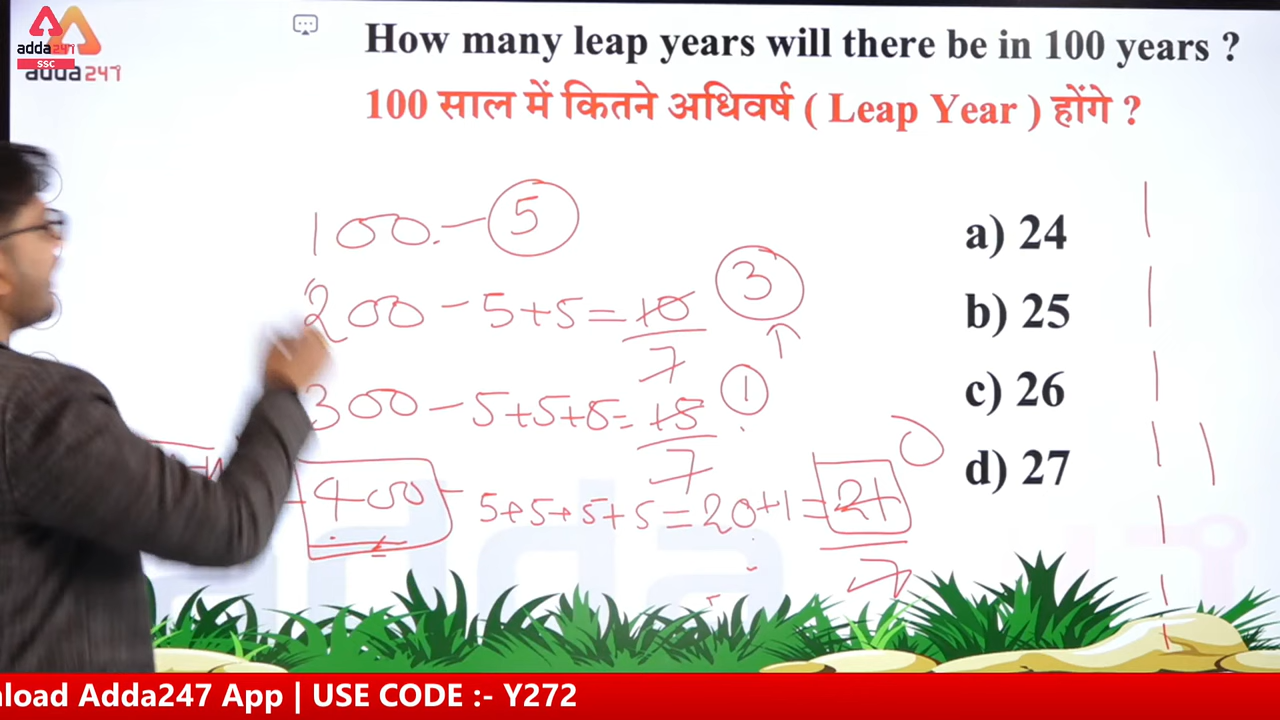 adda247
SSC
adda247
How many leap years will there be in 100 years ?
100 साल में कितने अधिवर्ष ( Leap Year ) होंगे ?
100 - 5
200 - 5+5 = 10/7 3
300 - 5+5+5 = 15/7 1
400 - 5+5+5+5 = 20+1 = 21/7 0
a) 24
b) 25
c) 26
d) 27
nload Adda247 App | USE CODE :- Y272